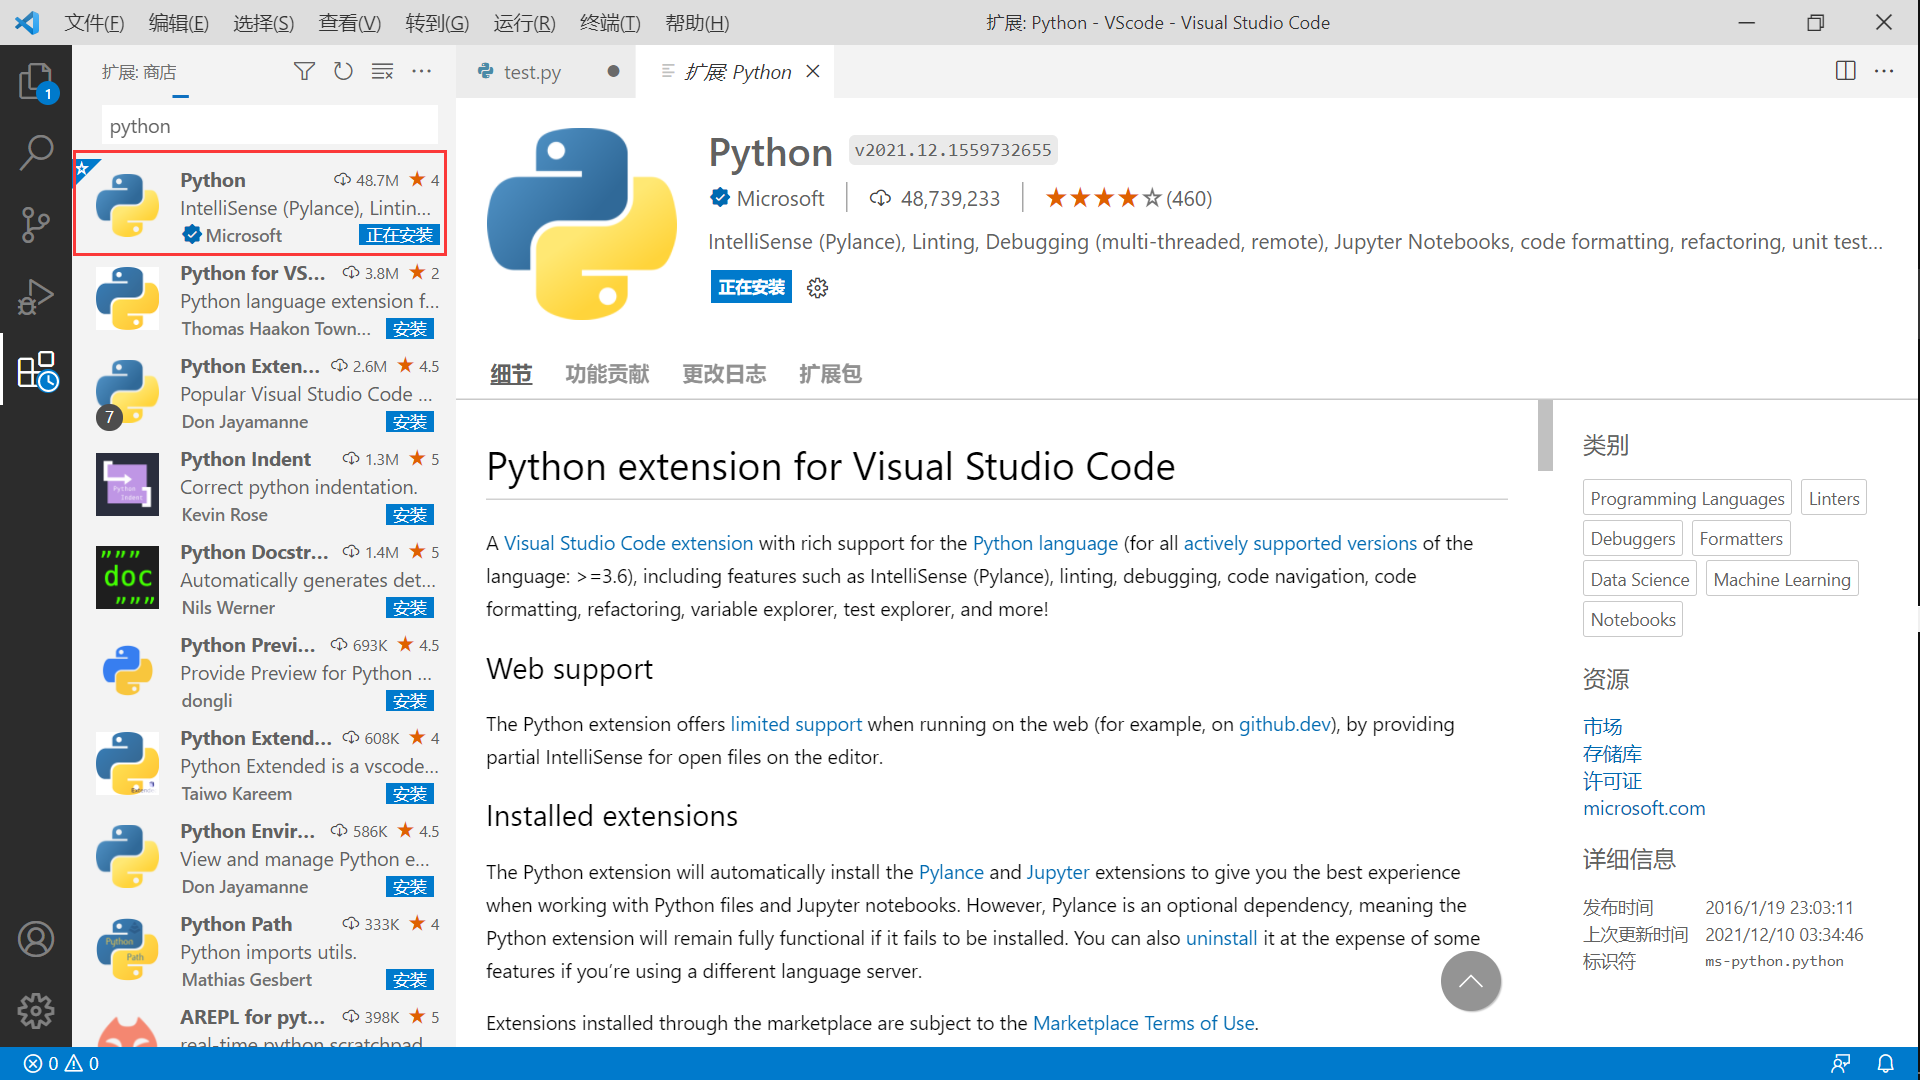 文件(F) 编辑(E) 选择(S) 查看(V) 转到(G) 运行(R) 终端(T) 帮助(H) 扩展: Python - VScode - Visual Studio Code
扩展: 商店
test.py
扩展: Python
1
python
Python 48.7M 4
IntelliSense (Pylance), Lintin...
Microsoft 正在安装
Python for VS... 3.8M 2
Python language extension f...
Thomas Haakon Town... 安装
Python Exten... 2.6M 4.5
Popular Visual Studio Code ...
7
Don Jayamanne 安装
Python Indent 1.3M 5
Correct python indentation.
Kevin Rose 安装
Python Indent
Python Docstr... 1.4M 5
Automatically generates det...
Nils Werner 安装
"""
doc
"""
Python Previ... 693K 4.5
Provide Preview for Python ...
dongli 安装
Python Extend... 608K 4
Python Extended is a vscode...
Taiwo Kareem 安装
Python Envir... 586K 4.5
View and manage Python e...
Don Jayamanne 安装
Python Path 333K 4
Python imports utils.
Mathias Gesbert 安装
Python
Path
AREPL for pyt... 398K 5
real-time python scratchpad
Python v2021.12.1559732655
Microsoft 48,739,233 (460)
IntelliSense (Pylance), Linting, Debugging (multi-threaded, remote), Jupyter Notebooks, code formatting, refactoring, unit test...
正在安装
细节 功能贡献 更改日志 扩展包
Python extension for Visual Studio Code
A Visual Studio Code extension with rich support for the Python language (for all actively supported versions of the
language: >=3.6), including features such as IntelliSense (Pylance), linting, debugging, code navigation, code
formatting, refactoring, variable explorer, test explorer, and more!
Web support
The Python extension offers limited support when running on the web (for example, on github.dev), by providing
partial IntelliSense for open files on the editor.
Installed extensions
The Python extension will automatically install the Pylance and Jupyter extensions to give you the best experience
when working with Python files and Jupyter notebooks. However, Pylance is an optional dependency, meaning the
Python extension will remain fully functional if it fails to be installed. You can also uninstall it at the expense of some
features if you're using a different language server.
Extensions installed through the marketplace are subject to the Marketplace Terms of Use.
类别
Programming Languages Linters
Debuggers Formatters
Data Science Machine Learning
Notebooks
资源
市场
存储库
许可证
microsoft.com
详细信息
发布时间 2016/1/19 23:03:11
上次更新时间 2021/12/10 03:34:46
标识符 ms-python.python
0 0